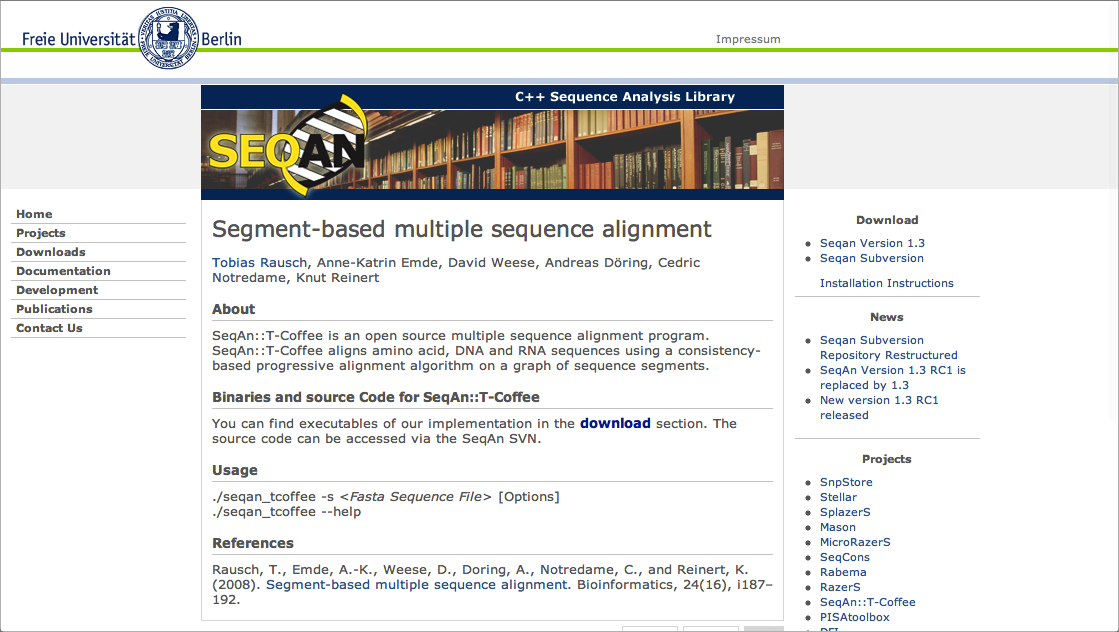 Freie Universität Berlin
Impressum
C++ Sequence Analysis Library
SEQAN
Home
Projects
Downloads
Documentation
Development
Publications
Contact Us
Segment-based multiple sequence alignment
Tobias Rausch, Anne-Katrin Emde, David Weese, Andreas Döring, Cedric
Notredame, Knut Reinert
About
SeqAn::T-Coffee is an open source multiple sequence alignment program.
SeqAn::T-Coffee aligns amino acid, DNA and RNA sequences using a consistency-
based progressive alignment algorithm on a graph of sequence segments.
Binaries and source Code for SeqAn::T-Coffee
You can find executables of our implementation in the download section. The
source code can be accessed via the SeqAn SVN.
Usage
./seqan_tcoffee -s <Fasta Sequence File> [Options]
./seqan_tcoffee --help
References
Rausch, T., Emde, A.-K., Weese, D., Doring, A., Notredame, C., and Reinert, K.
(2008). Segment-based multiple sequence alignment. Bioinformatics, 24(16), i187–
192.
Download
Seqan Version 1.3
Seqan Subversion
Installation Instructions
News
Seqan Subversion
Repository Restructured
SeqAn Version 1.3 RC1 is
replaced by 1.3
New version 1.3 RC1
released
Projects
SnpStore
Stellar
SplazerS
Mason
MicroRazerS
SeqCons
Rabema
RazerS
SeqAn::T-Coffee
PISAtoolbox